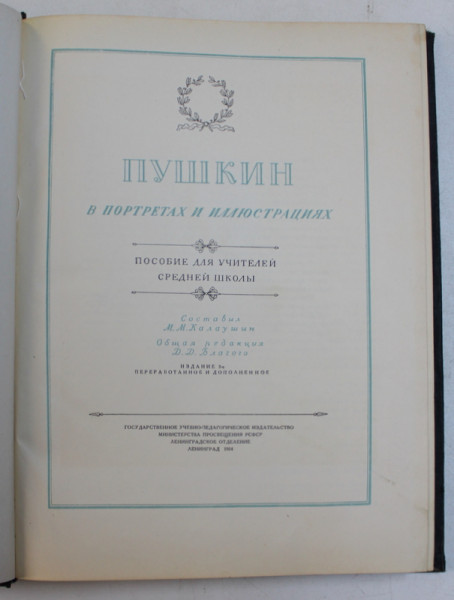 ПУШКИН
В ПОРТРЕТАХ И ИЛЛЮСТРАЦИЯХ
ПОСОБИЕ ДЛЯ УЧИТЕЛЕЙ
СРЕДНЕЙ ШКОЛЫ
Составил
М.М.Калаушин
Общая редакция
Д.Д.Благого
ИЗДАНИЕ
ПЕРЕРАБОТАННОЕ И ДОПОЛНЕННОЕ
ГОСУДАРСТВЕННОЕ УЧЕБНО-ПЕДАГОГИЧЕСКОЕ ИЗДАТЕЛЬСТВО
МИНИСТЕРСТВА ПРОСВЕЩЕНИЯ РСФСР
ЛЕНИНГРАДСКОЕ ОТДЕЛЕНИЕ
ЛЕНИНГРАД